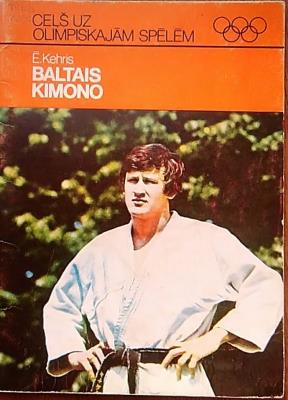 CEĻŠ UZ
OLIMPISKAJĀM SPĒLĒM
Ē. Kehris
BALTAIS
KIMONO